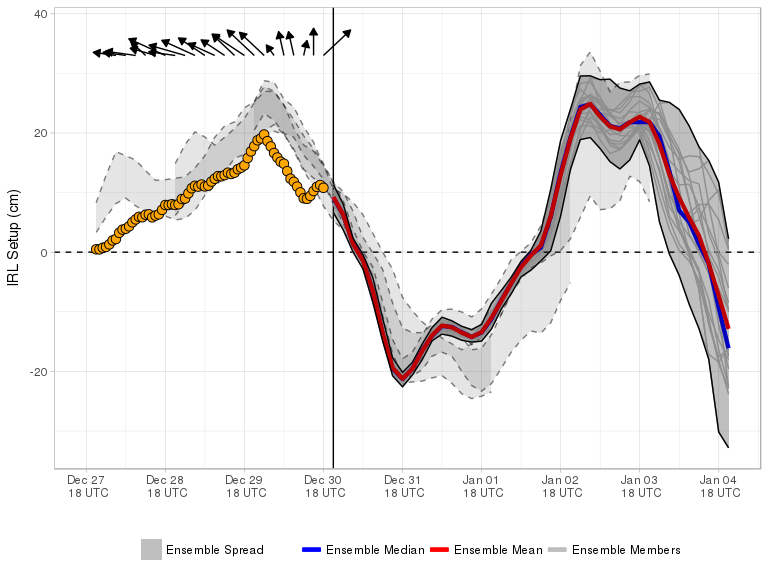 40
20
0
-20
IRL Setup (cm)
Dec 27 Dec 28 Dec 29 Dec 30 Dec 31 Jan 01 Jan 02 Jan 03 Jan 04
18 UTC 18 UTC 18 UTC 18 UTC 18 UTC 18 UTC 18 UTC 18 UTC 18 UTC
Ensemble Spread Ensemble Median Ensemble Mean Ensemble Members